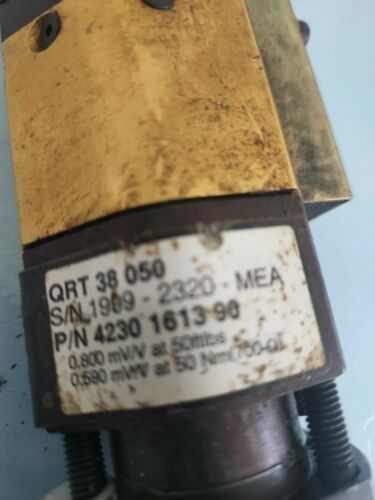 QRT 38 050
S/N 1909 - 2320 - MEA
P/N 4230 1613 90
0.800 mV/V at 50ftlbs
0.590 mV/V at 50 Nm(700-Ω)